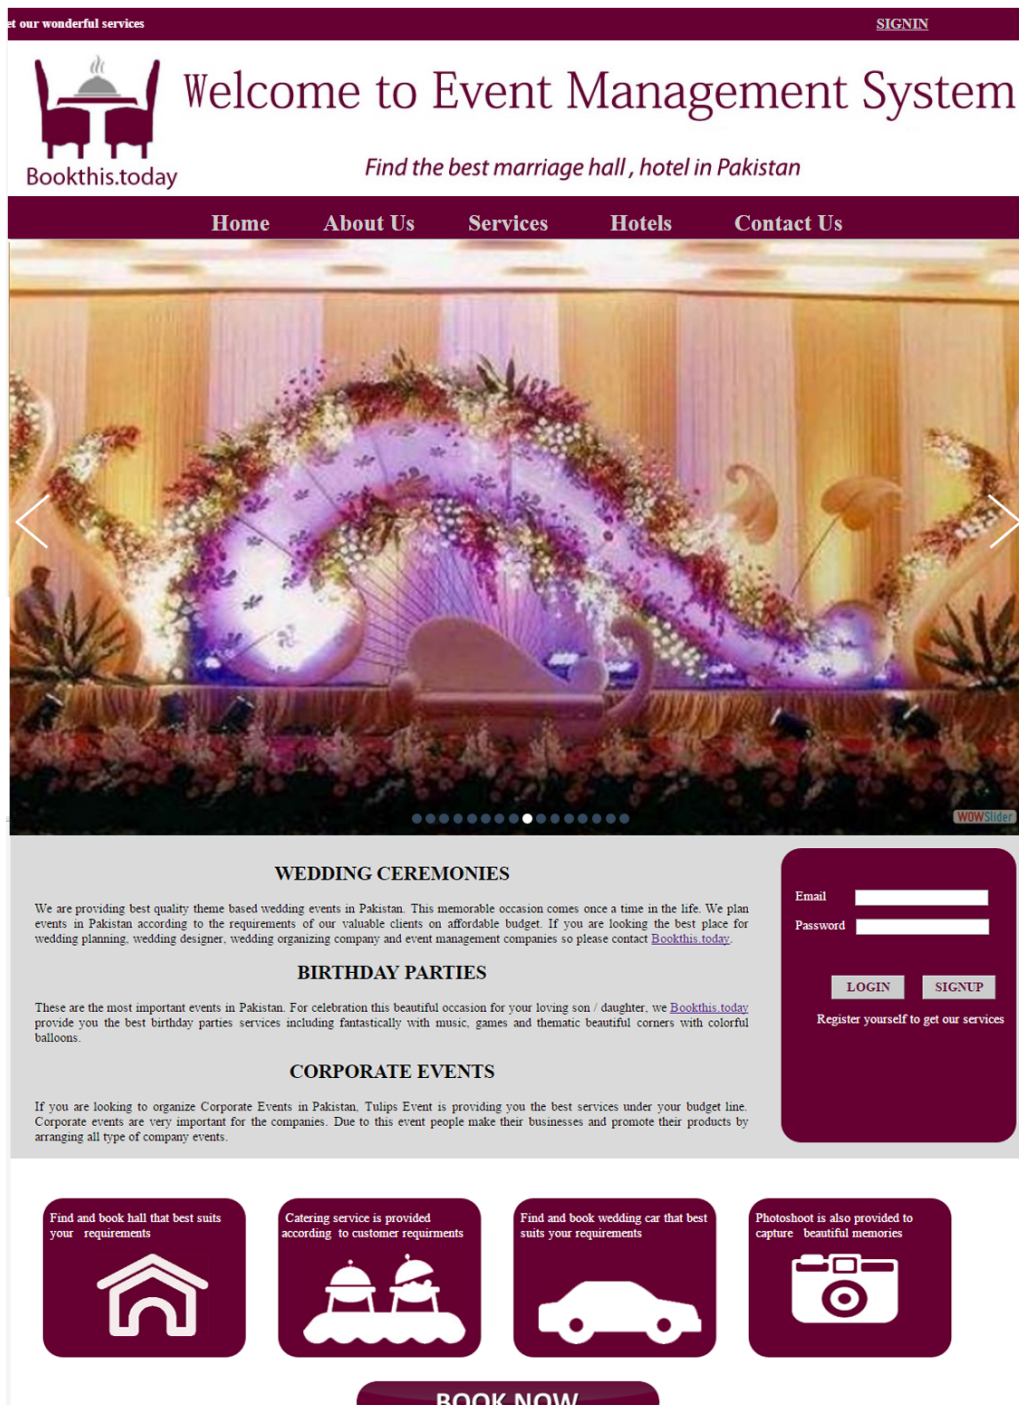 et our wonderful services
SIGNIN
Welcome to Event Management System
Bookthis.today
Find the best marriage hall , hotel in Pakistan
Home About Us Services Hotels Contact Us
WOWSlider
WEDDING CEREMONIES
We are providing best quality theme based wedding events in Pakistan. This memorable occasion comes once a time in the life. We plan
events in Pakistan according to the requirements of our valuable clients on affordable budget. If you are looking the best place for
wedding planning, wedding designer, wedding organizing company and event management companies so please contact Bookthis.today.
BIRTHDAY PARTIES
These are the most important events in Pakistan. For celebration this beautiful occasion for your loving son / daughter, we Bookthis.today
provide you the best birthday parties services including fantastically with music, games and thematic beautiful corners with colorful
balloons.
CORPORATE EVENTS
If you are looking to organize Corporate Events in Pakistan, Tulips Event is providing you the best services under your budget line.
Corporate events are very important for the companies. Due to this event people make their businesses and promote their products by
arranging all type of company events.
Email
Password
LOGIN SIGNUP
Register yourself to get our services
Find and book hall that best suits
your requirements
Catering service is provided
according to customer requirments
Find and book wedding car that best
suits your requirements
Photoshoot is also provided to
capture beautiful memories
BOOK NOW